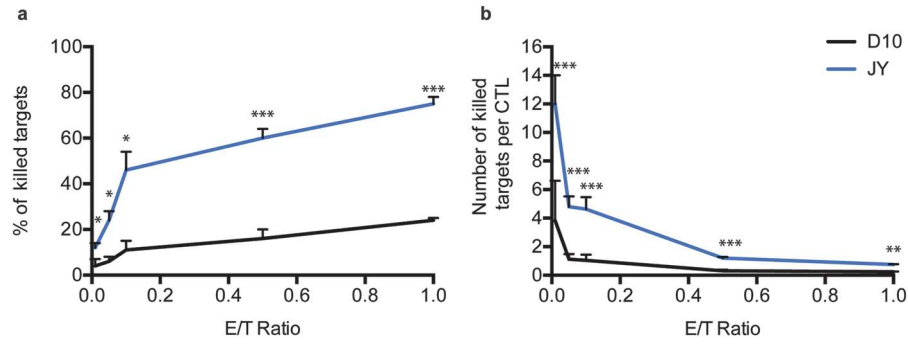 a
% of killed targets
100
80
60
40
20
0
*
*
*
***
***
0.0 0.2 0.4 0.6 0.8 1.0
E/T Ratio
b
Number of killed
targets per CTL
16
14
12
10
8
6
4
2
0
***
***
***
***
**
0.0 0.2 0.4 0.6 0.8 1.0
E/T Ratio
D10
JY